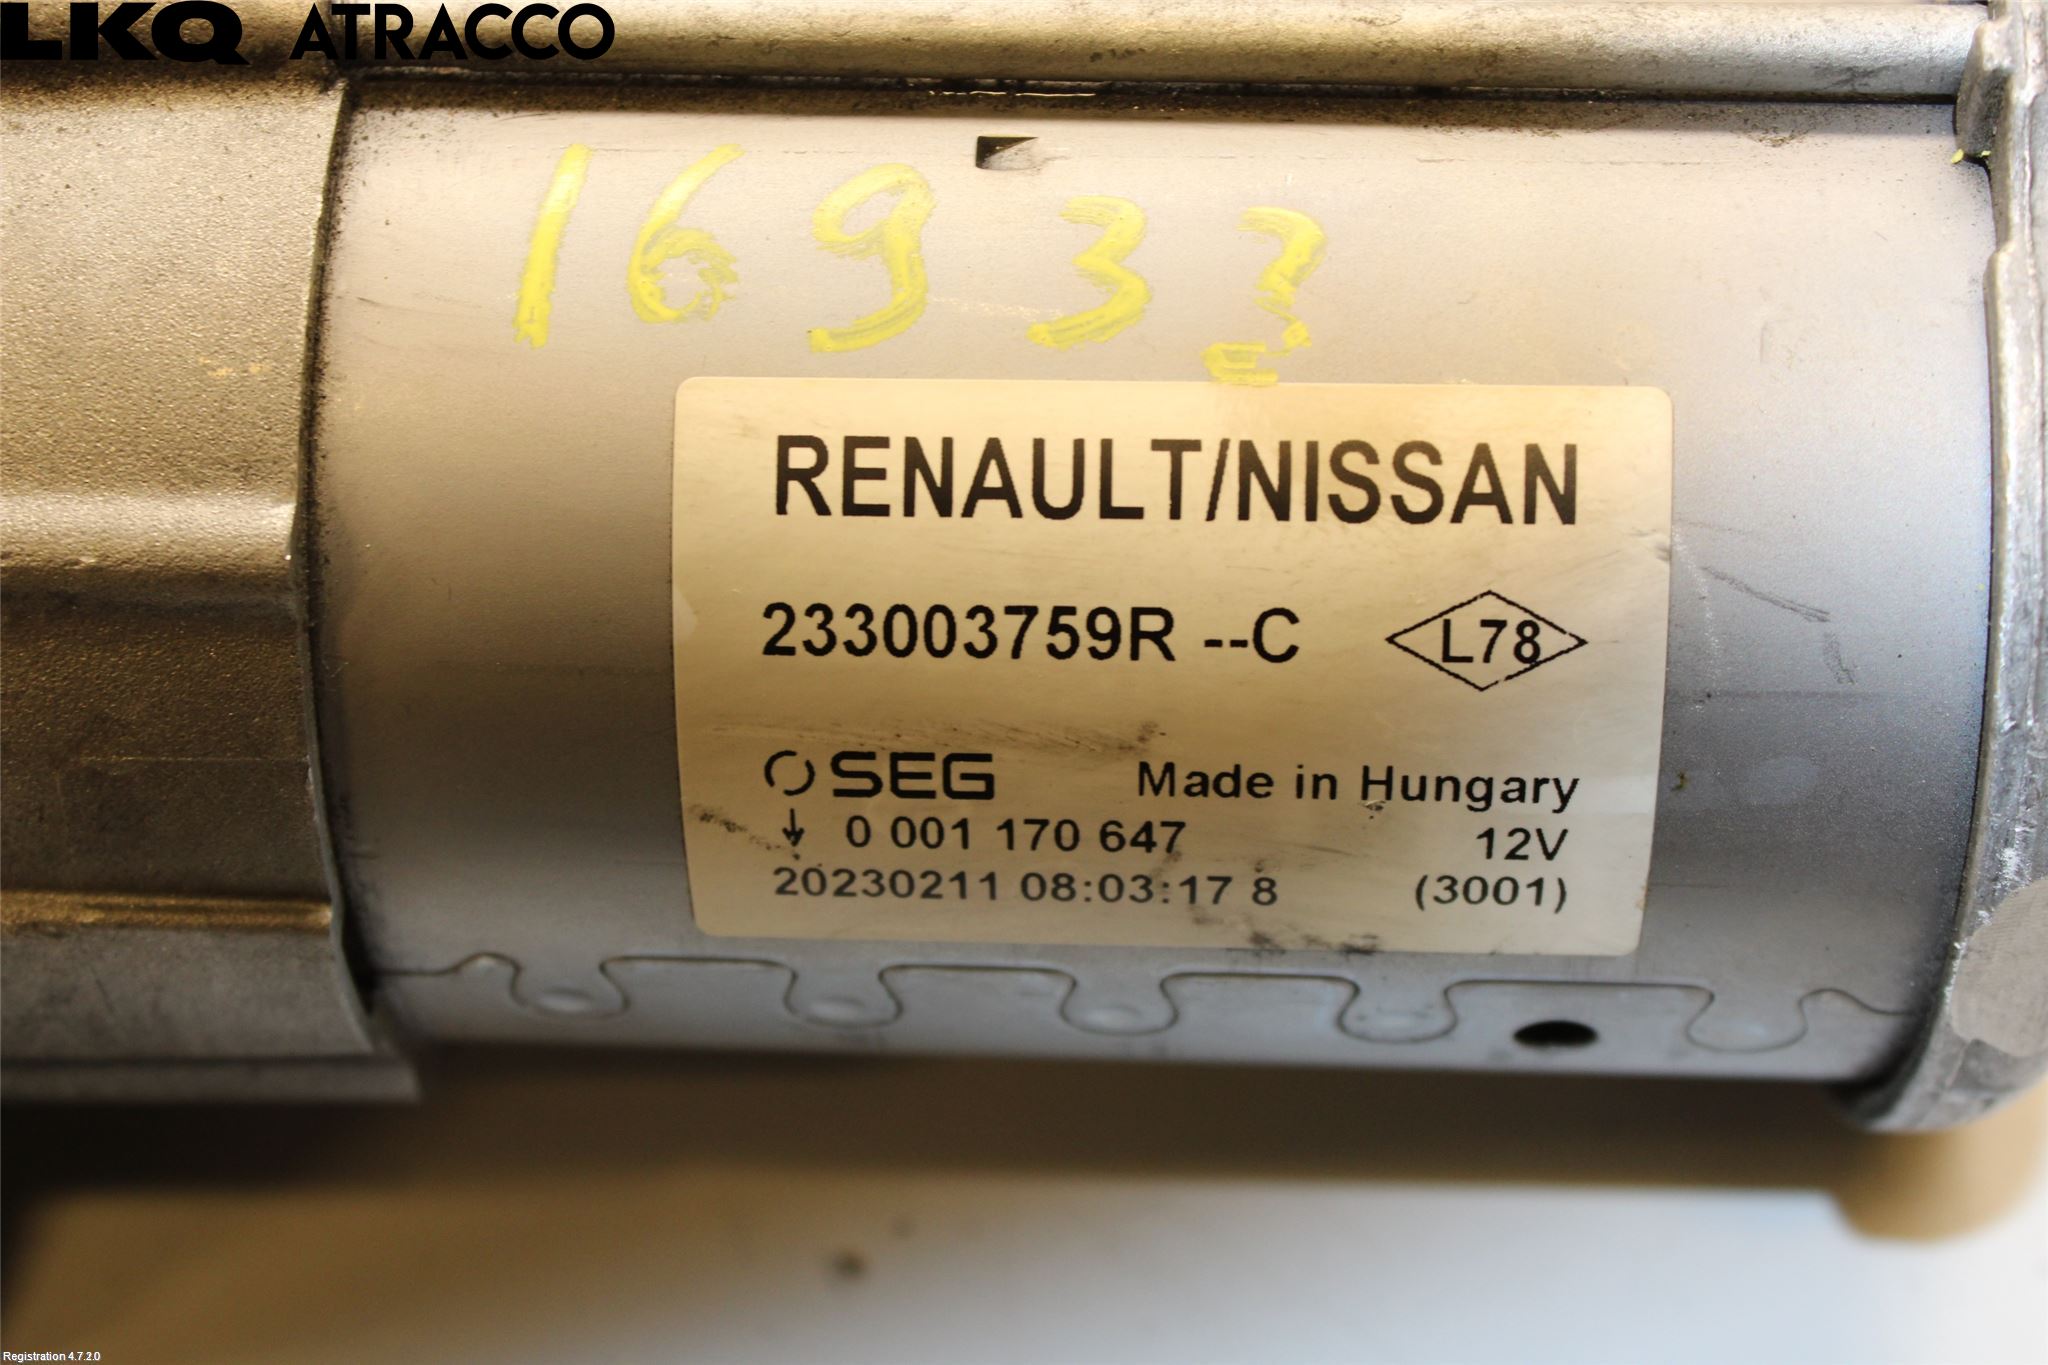 LKQ ATRACCO
16933
RENAULT/NISSAN
233003759R --C L78
SEG Made in Hungary
↓ 0 001 170 647 12V
20230211 08:03:17 8 (3001)
Registration 4.7.2.0